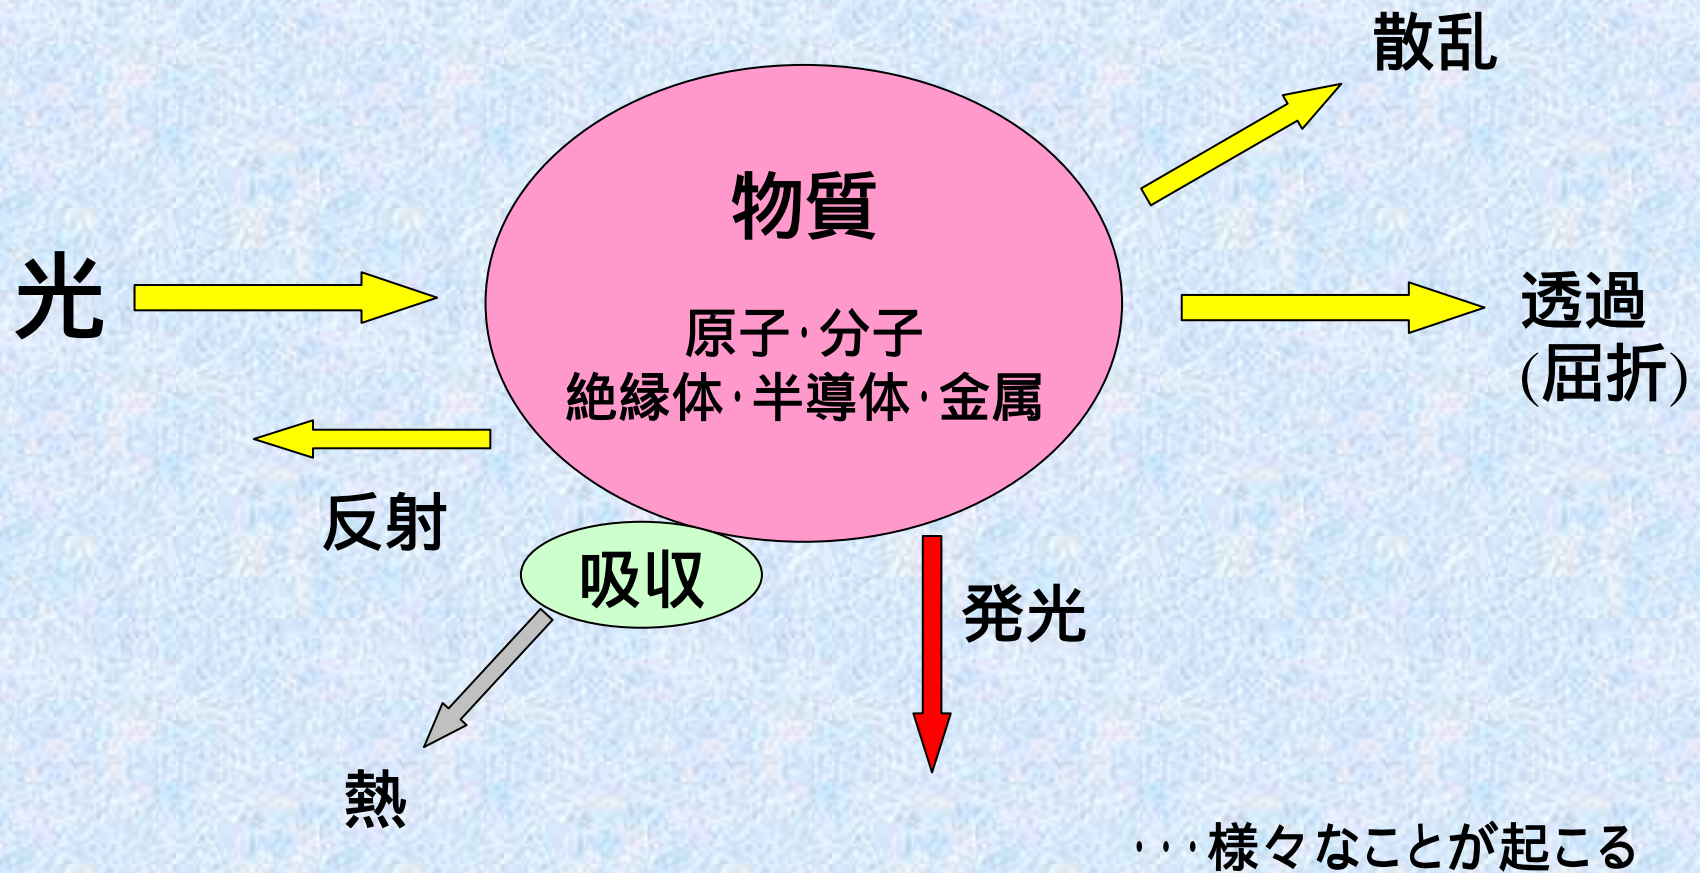 散乱
物質
光
原子・分子
絶縁体・半導体・金属
透過
(屈折)
反射
吸収
発光
熱
・・・様々なことが起こる